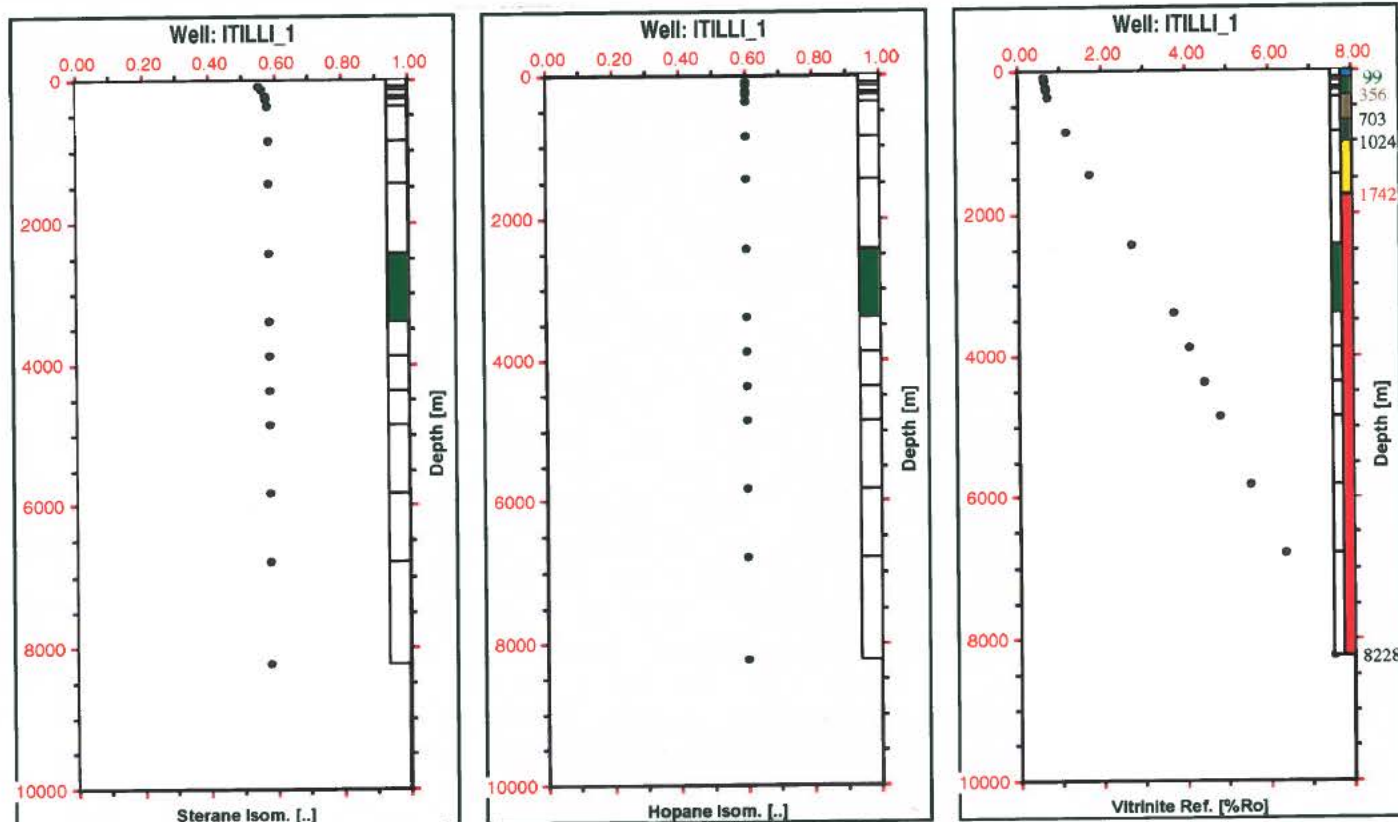 Well: ITILLI_1
0.00 0.20 0.40 0.60 0.80 1.00
0
2000
4000
6000
8000
10000
Depth [m]
Sterane Isom. [..]
Well: ITILLI_1
0.00 0.20 0.40 0.60 0.80 1.00
0
2000
4000
6000
8000
10000
Depth [m]
Hopane Isom. [..]
Well: ITILLI_1
0.00 2.00 4.00 6.00 8.00
0
2000
4000
6000
8000
10000
99
356
703
1024
1742
8228
Depth [m]
Vitrinite Ref. [%Ro]